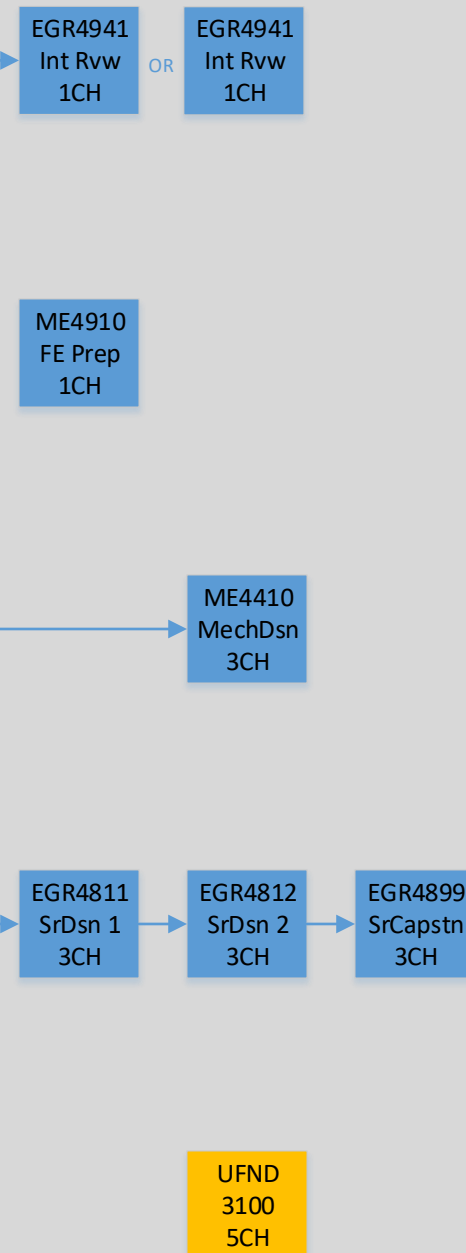 EGR4941
Int Rvw
1CH
OR
EGR4941
Int Rvw
1CH
ME4910
FE Prep
1CH
ME4410
MechDsn
3CH
EGR4811
SrDsn 1
3CH
EGR4812
SrDsn 2
3CH
EGR4899
SrCapstn
3CH
UFND
3100
5CH